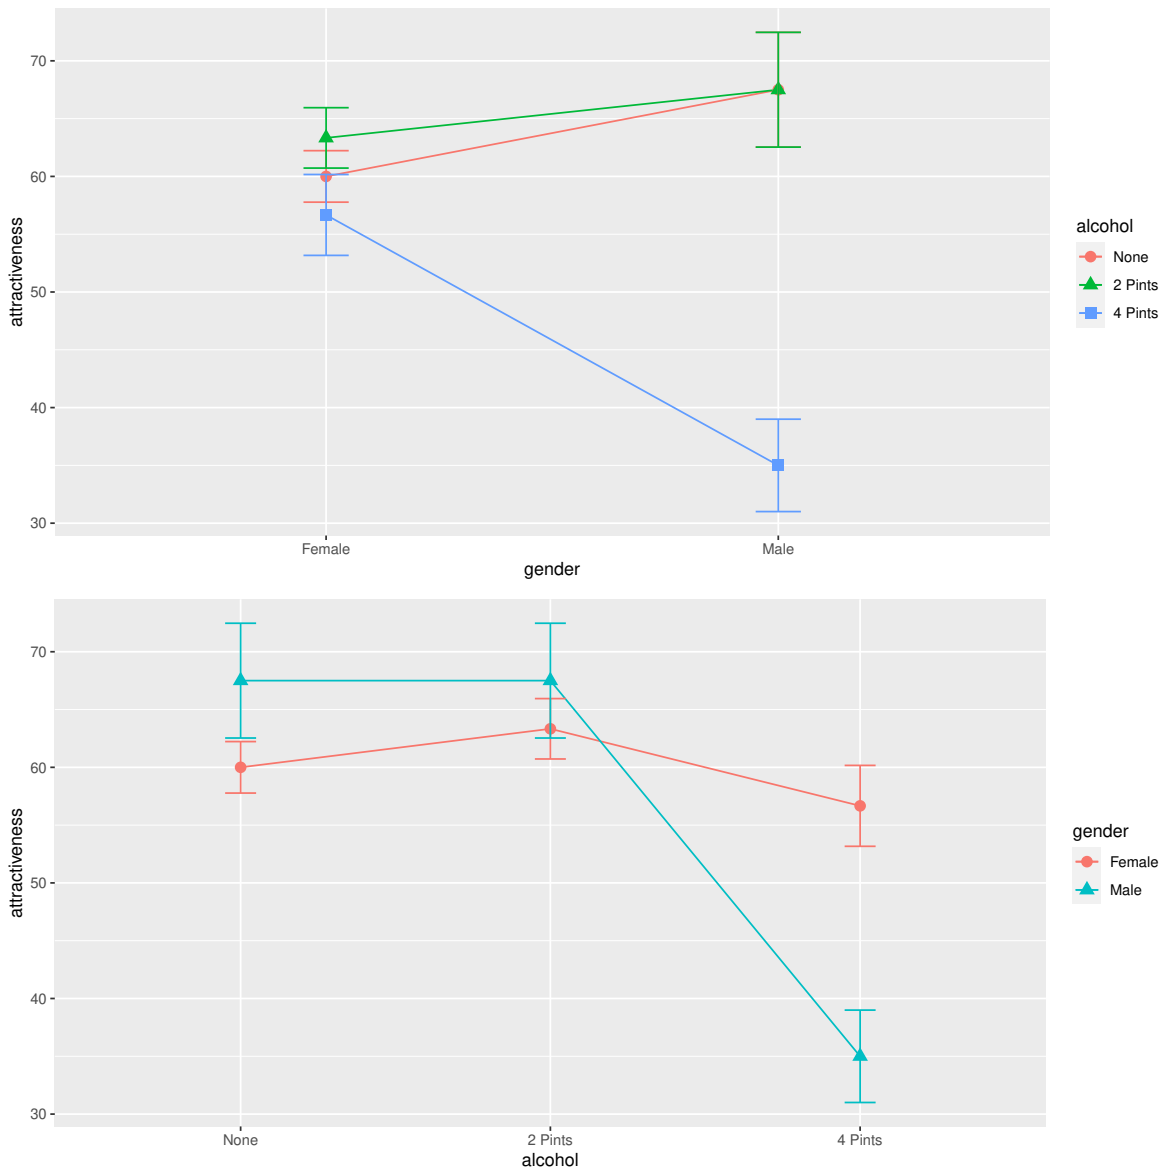 70
60
50
40
30
attractiveness
Female
Male
gender
alcohol
None
2 Pints
4 Pints
70
60
50
40
30
attractiveness
None
2 Pints
4 Pints
alcohol
gender
Female
Male